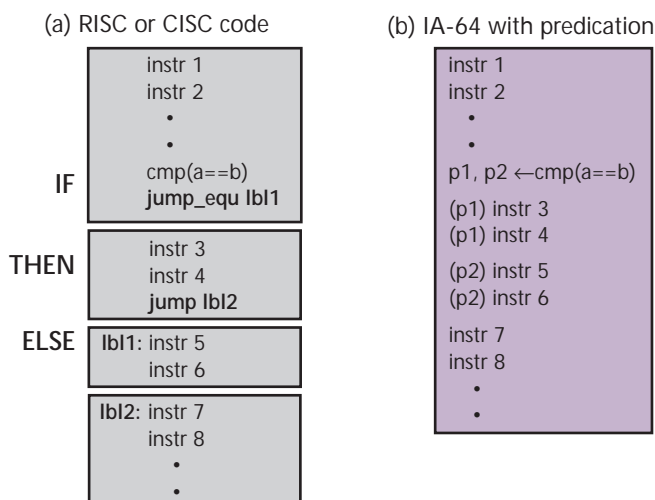 (a) RISC or CISC code
instr 1
instr 2
•
•
cmp(a==b)
IF
jump_equ lbl1
instr 3
THEN
instr 4
jump lbl2
ELSE
lbl1: instr 5
instr 6
lbl2: instr 7
instr 8
•
•
(b) IA-64 with predication
instr 1
instr 2
•
•
p1, p2 ←cmp(a==b)
(p1) instr 3
(p1) instr 4
(p2) instr 5
(p2) instr 6
instr 7
instr 8
•
•